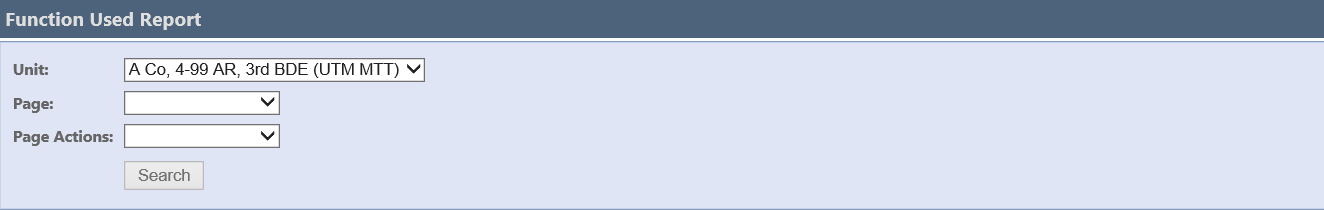 Function Used Report
Unit: A Co, 4-99 AR, 3rd BDE (UTM MTT)
Page:
Page Actions:
Search